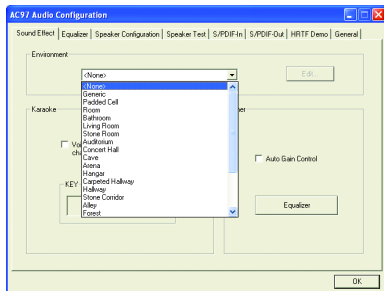 AC97 Audio Configuration
Sound Effect Equalizer Speaker Configuration Speaker Test S/PDIF-In S/PDIF-Out HRTF Demo General
Environment
<None>
Edit
<None>
Generic
Padded Cell
Room
Bathroom
Living Room
Stone Room
Auditorium
Concert Hall
Cave
Arena
Hangar
Carpeted Hallway
Hallway
Stone Corridor
Alley
Forest
Karaoke
KEY
Auto Gain Control
Equalizer
OK